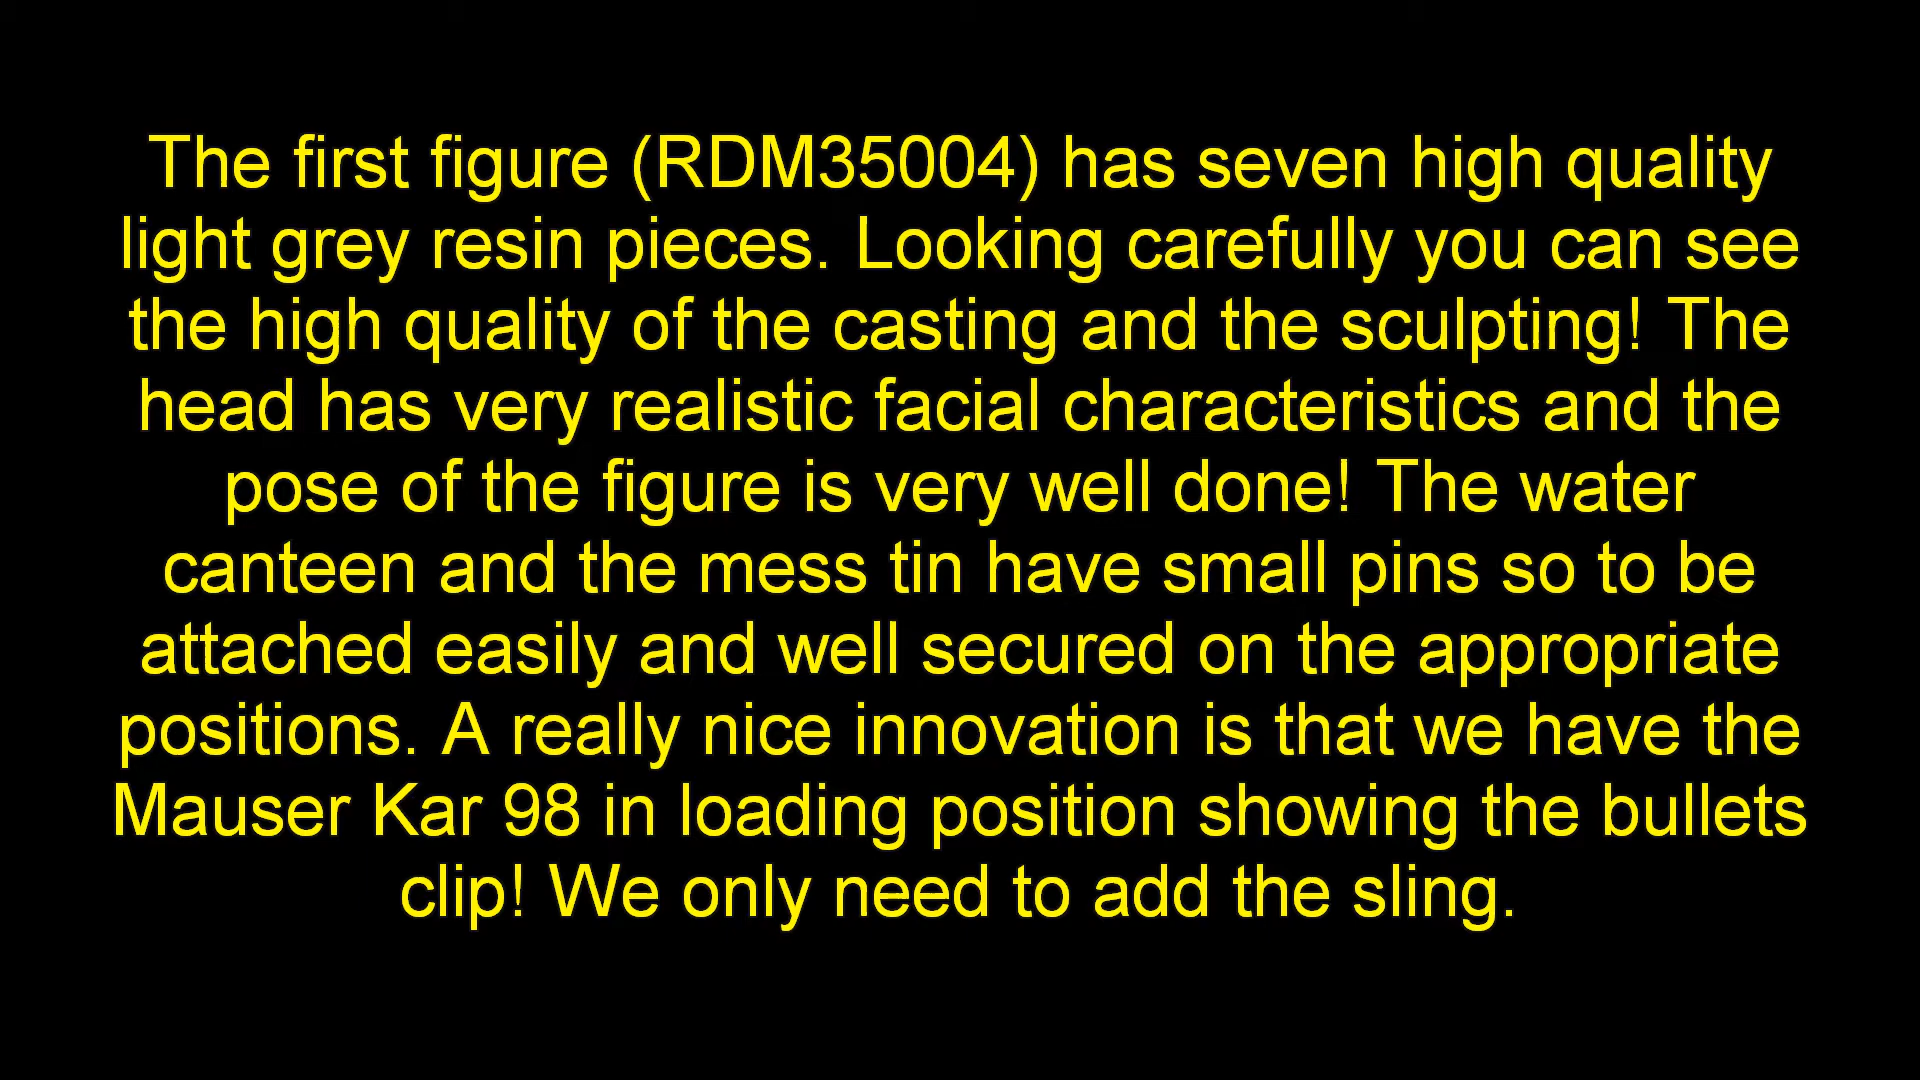 The first figure (RDM35004) has seven high quality
light grey resin pieces. Looking carefully you can see
the high quality of the casting and the sculpting! The
head has very realistic facial characteristics and the
pose of the figure is very well done! The water
canteen and the mess tin have small pins so to be
attached easily and well secured on the appropriate
positions. A really nice innovation is that we have the
Mauser Kar 98 in loading position showing the bullets
clip! We only need to add the sling.